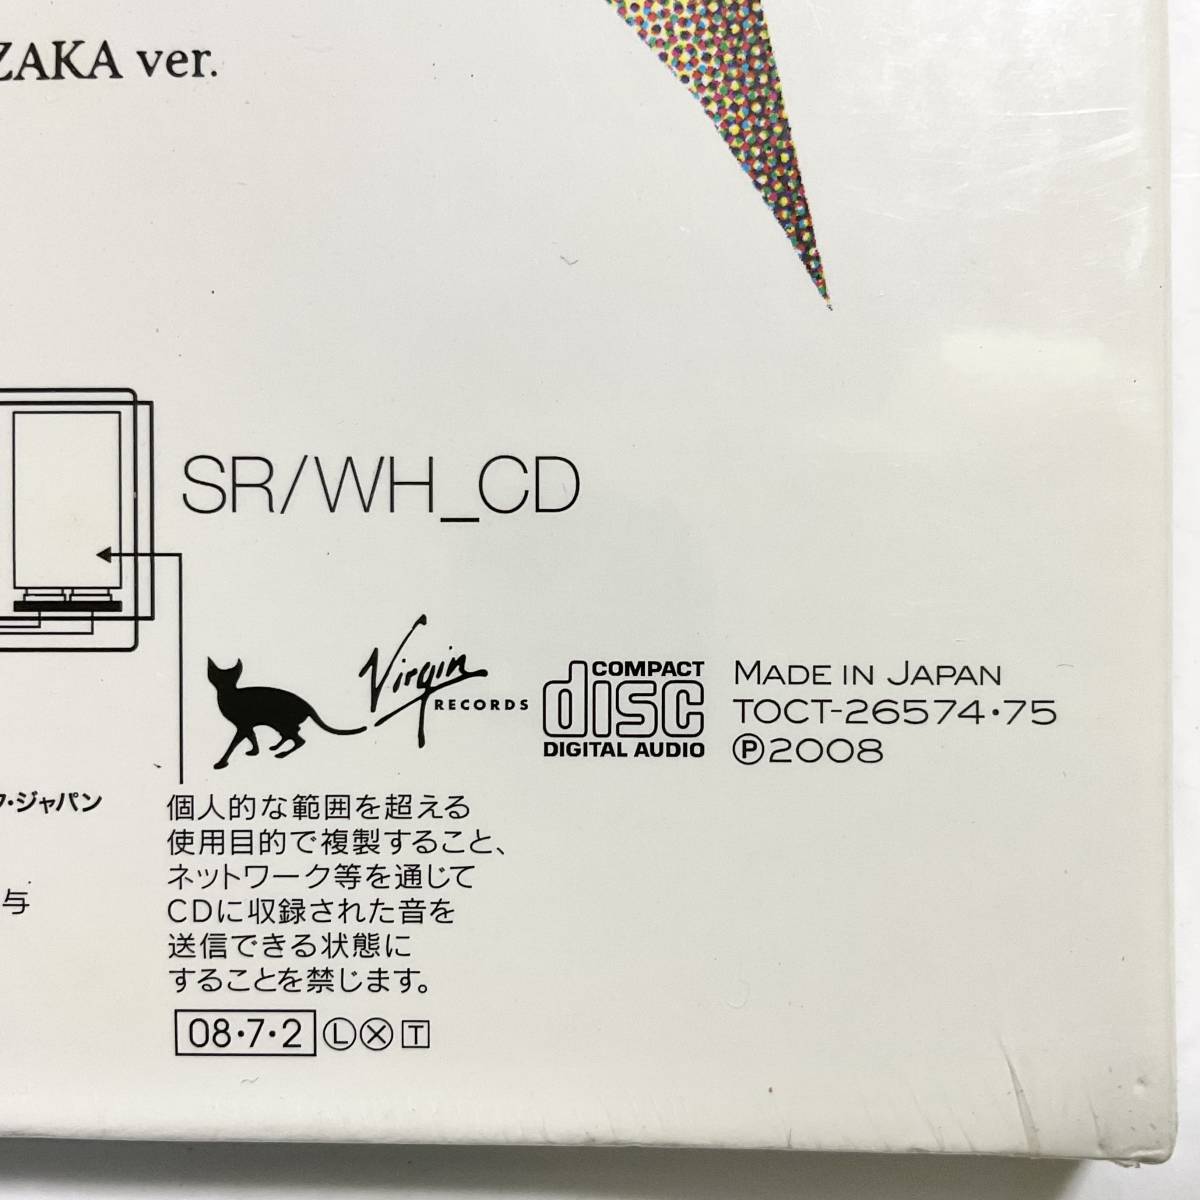 ZAKA ver.
SR/WH_CD
Virgin
RECORDS
COMPACT
disc
DIGITAL AUDIO
MADE IN JAPAN
TOCT-26574・75
Ⓟ2008
ク・ジャパン
与
個人的な範囲を超える
使用目的で複製すること、
ネットワーク等を通じて
CDに収録された音を
送信できる状態に
することを禁じます。
08・7・2 Ⓛ Ⓧ T